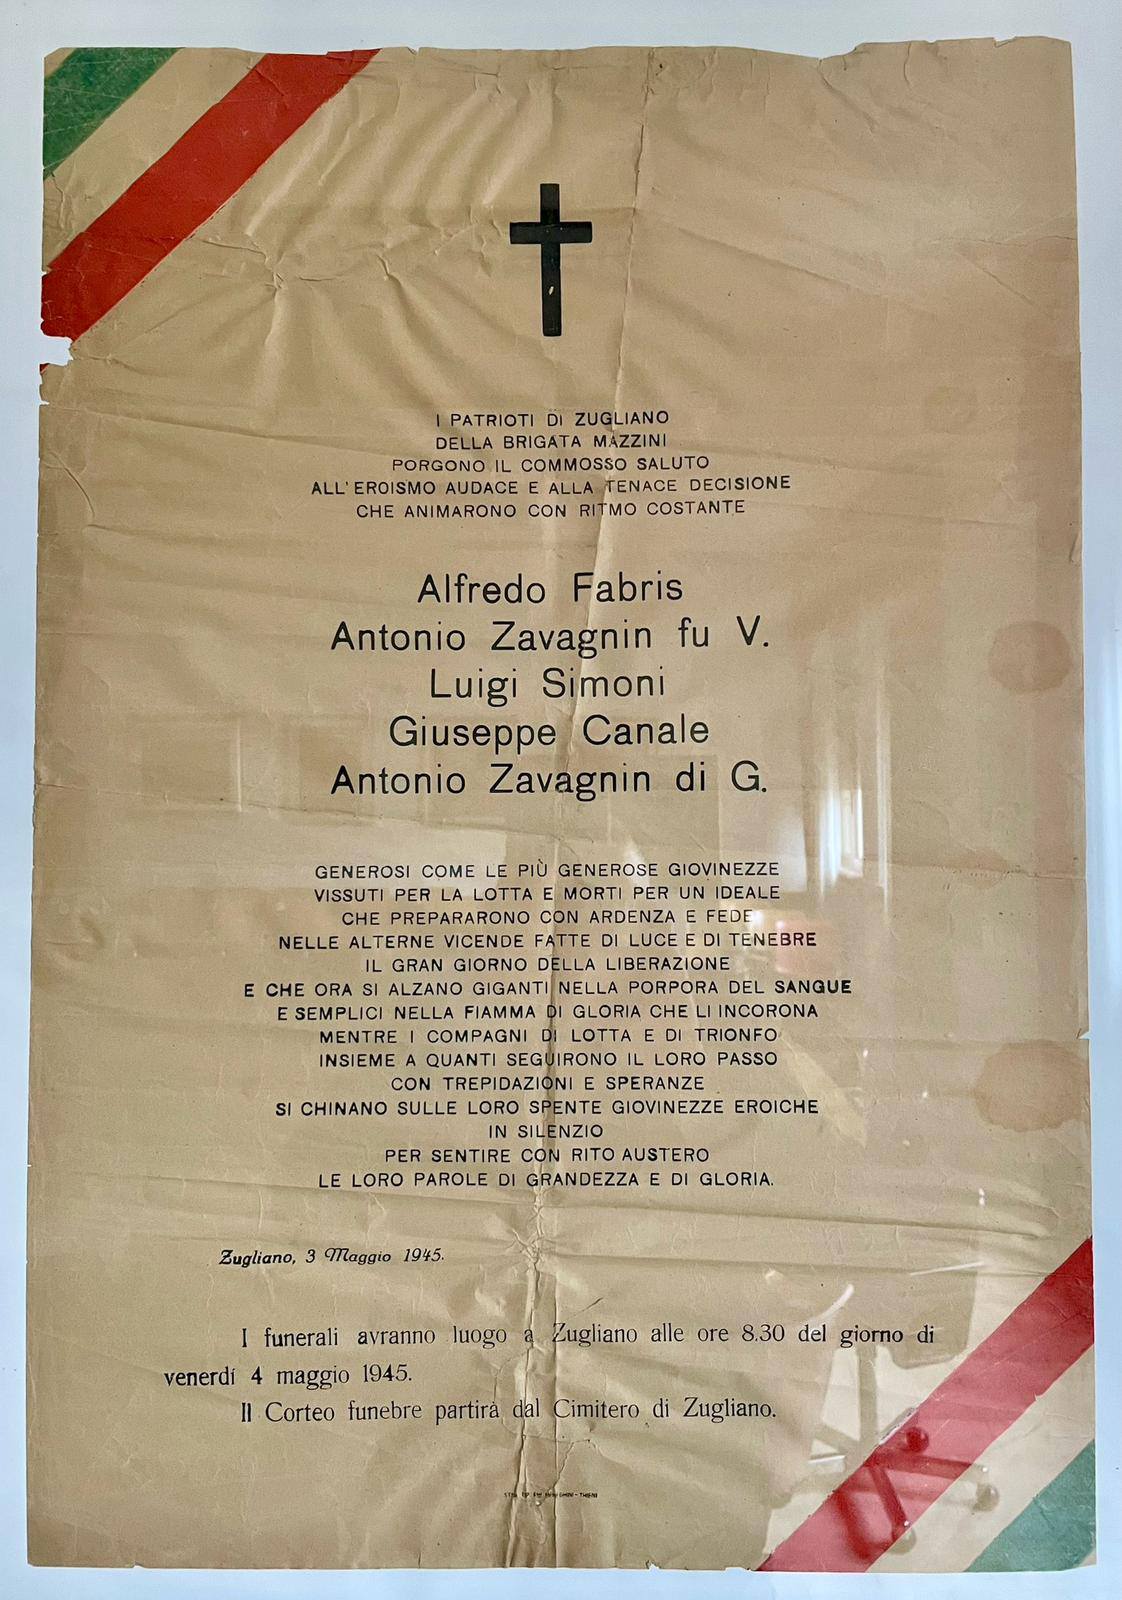 I PATRIOTI DI ZUGLIANO
DELLA BRIGATA MAZZINI
PORGONO IL COMMOSSO SALUTO
ALL'EROISMO AUDACE E ALLA TENACE DECISIONE
CHE ANIMARONO CON RITMO COSTANTE
Alfredo Fabris
Antonio Zavagnin fu V.
Luigi Simoni
Giuseppe Canale
Antonio Zavagnin di G.
GENEROSI COME LE PIÙ GENEROSE GIOVINEZZE
VISSUTI PER LA LOTTA E MORTI PER UN IDEALE
CHE PREPARARONO CON ARDENZA E FEDE
NELLE ALTERNE VICENDE FATTE DI LUCE E DI TENEBRE
IL GRAN GIORNO DELLA LIBERAZIONE
E CHE ORA SI ALZANO GIGANTI NELLA PORPORA DEL SANGUE
E SEMPLICI NELLA FIAMMA DI GLORIA CHE LI INCORONA
MENTRE I COMPAGNI DI LOTTA E DI TRIONFO
INSIEME A QUANTI SEGUIRONO IL LORO PASSO
CON TREPIDAZIONI E SPERANZE
SI CHINANO SULLE LORO SPENTE GIOVINEZZE EROICHE
IN SILENZIO
PER SENTIRE CON RITO AUSTERO
LE LORO PAROLE DI GRANDEZZA E DI GLORIA.
Zugliano, 3 Maggio 1945.
I funerali avranno luogo a Zugliano alle ore 8.30 del giorno di
venerdí 4 maggio 1945.
Il Corteo funebre partirà dal Cimitero di Zugliano.